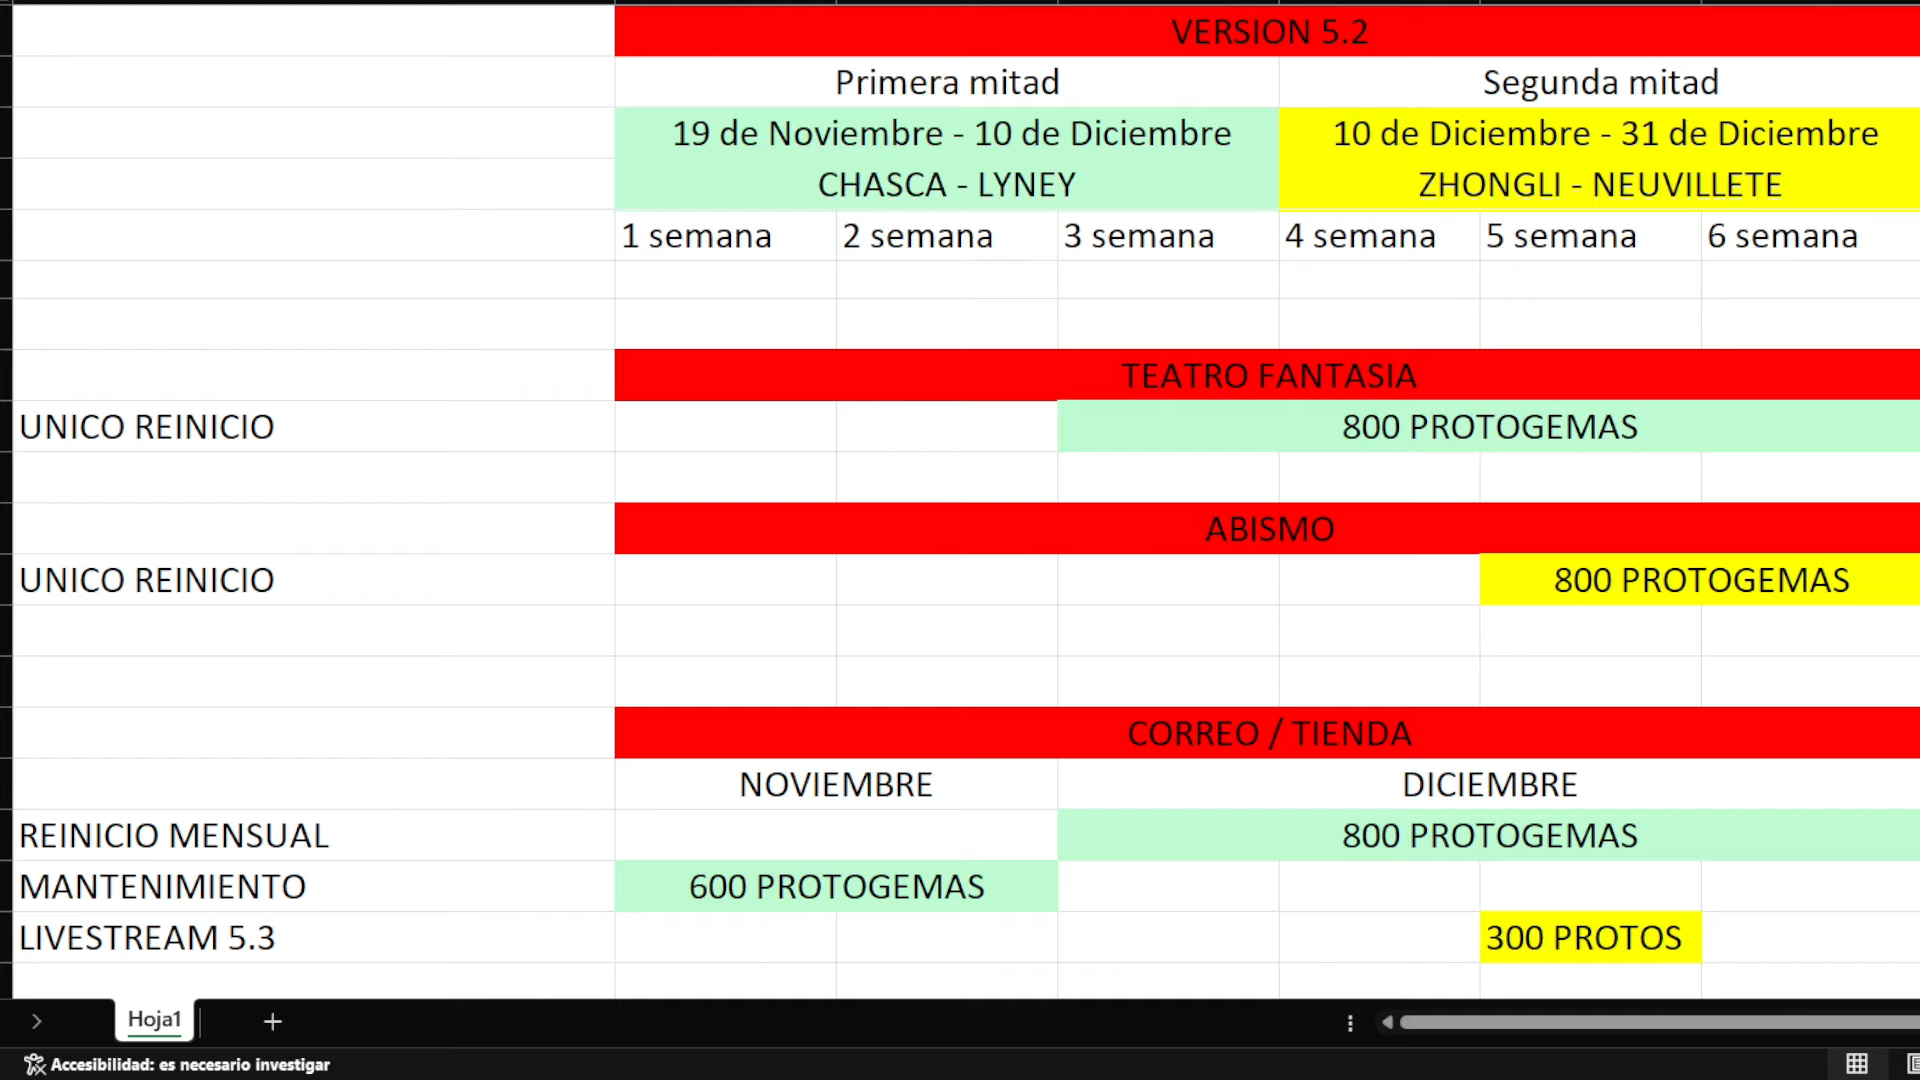 VERSION 5.2
Primera mitad
Segunda mitad
19 de Noviembre - 10 de Diciembre
10 de Diciembre - 31 de Diciembre
CHASCA - LYNEY
ZHONGLI - NEUVILLETE
1 semana
2 semana
3 semana
4 semana
5 semana
6 semana
TEATRO FANTASIA
UNICO REINICIO
800 PROTOGEMAS
ABISMO
UNICO REINICIO
800 PROTOGEMAS
CORREO / TIENDA
NOVIEMBRE
DICIEMBRE
REINICIO MENSUAL
800 PROTOGEMAS
MANTENIMIENTO
600 PROTOGEMAS
LIVESTREAM 5.3
300 PROTOS
Hoja1
Accesibilidad: es necesario investigar